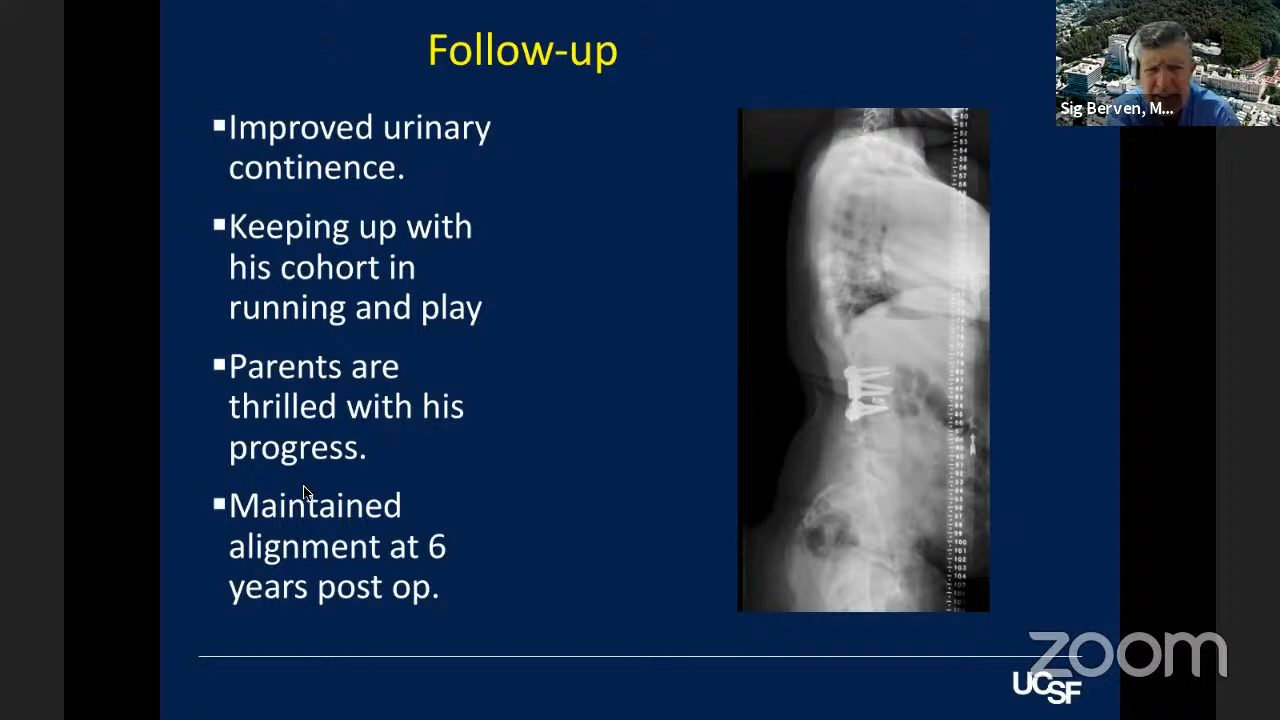 Follow-up
Sig Berven, M...
▪Improved urinary
continence.
▪Keeping up with
his cohort in
running and play
▪Parents are
thrilled with his
progress.
▪Maintained
alignment at 6
years post op.
zoom
UCSF